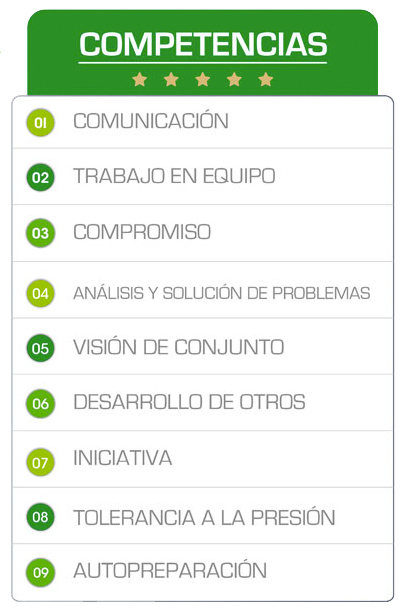 COMPETENCIAS
01 COMUNICACIÓN
02 TRABAJO EN EQUIPO
03 COMPROMISO
04 ANÁLISIS Y SOLUCIÓN DE PROBLEMAS
05 VISIÓN DE CONJUNTO
06 DESARROLLO DE OTROS
07 INICIATIVA
08 TOLERANCIA A LA PRESIÓN
09 AUTOPREPARACIÓN